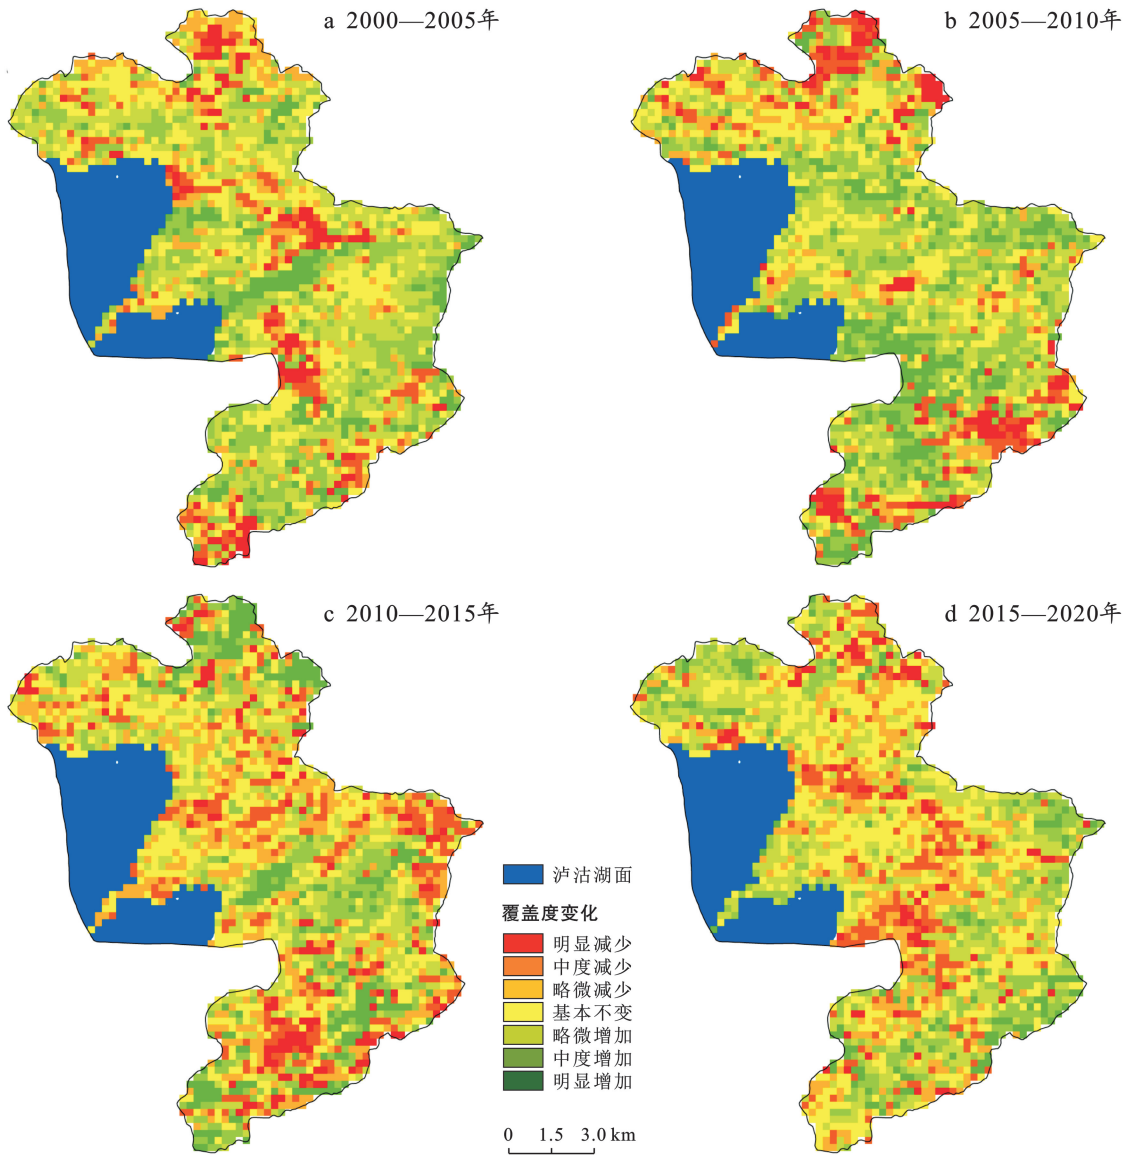 a 2000—2005年
b 2005—2010年
c 2010—2015年
d 2015—2020年
泸沽湖面
覆盖度变化
明显减少
中度减少
略微减少
基本不变
略微增加
中度增加
明显增加
0 1.5 3.0 km